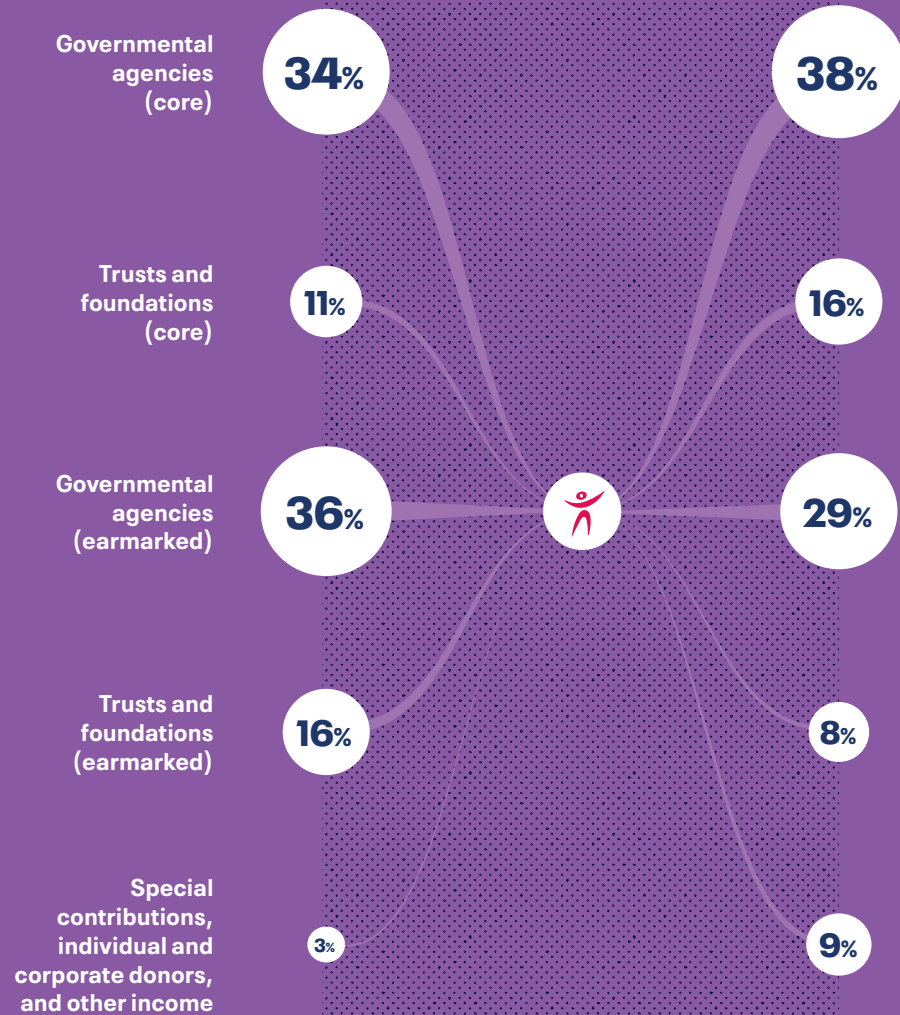 Governmental
agencies
(core)
34%
38%
Trusts and
foundations
(core)
11%
16%
Governmental
agencies
(earmarked)
36%
29%
Trusts and
foundations
(earmarked)
16%
8%
Special
contributions,
individual and
corporate donors,
and other income
3%
9%